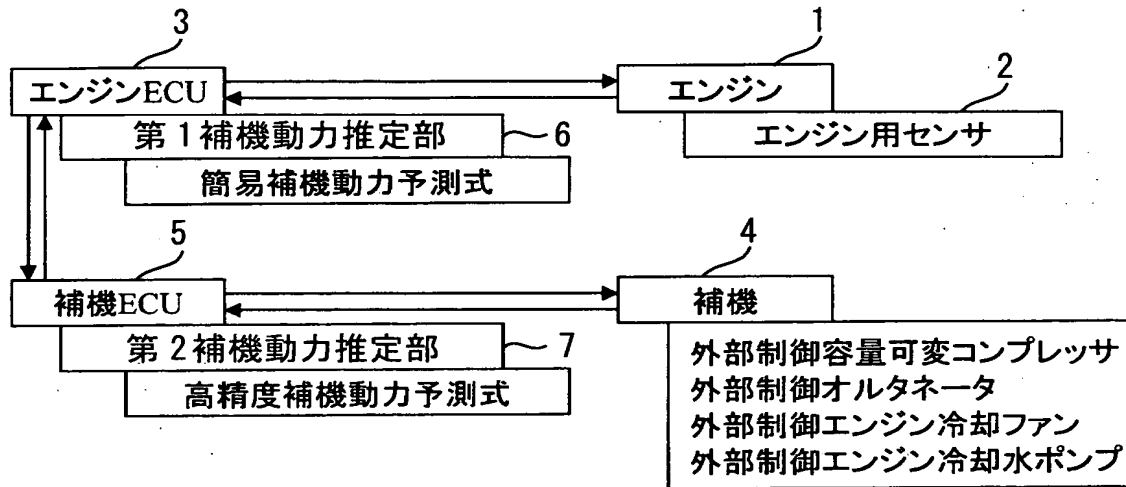 3
1
エンジンECU
エンジン
2
第1補機動力推定部
6
エンジン用センサ
簡易補機動力予測式
5
4
補機ECU
補機
第2補機動力推定部
7
高精度補機動力予測式
外部制御容量可変コンプレッサ
外部制御オルタネータ
外部制御エンジン冷却ファン
外部制御エンジン冷却水ポンプ